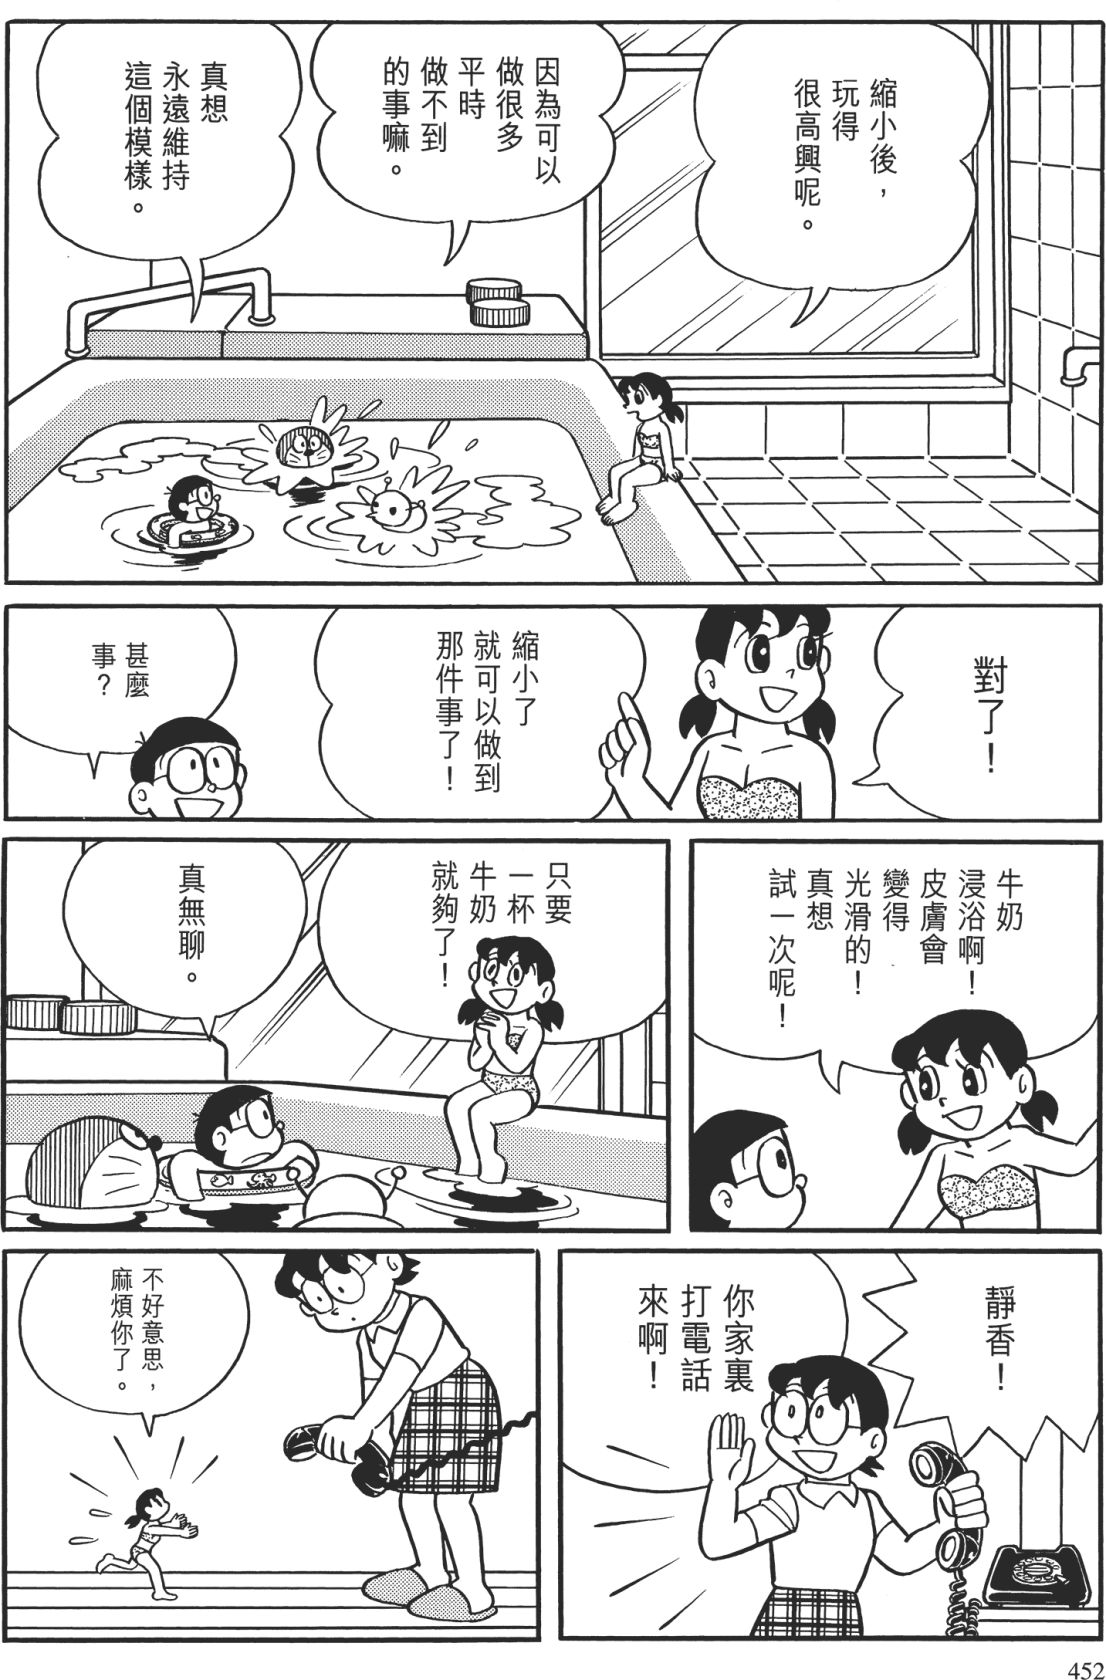 縮小後，
玩得
很高興呢。
因為可以
做很多
平時
做不到
的事嘛。
真想
永遠維持
這個模樣。
對了！
縮小了
就可以做到
那件事了！
甚麼
事？
牛奶
浸浴啊！
皮膚會
變得
光滑的！
真想
試一次呢！
只要
一杯
牛奶
就夠了！
真無聊。
靜香！
你家裏
打電話
來啊！
不好意思，
麻煩你了。
452